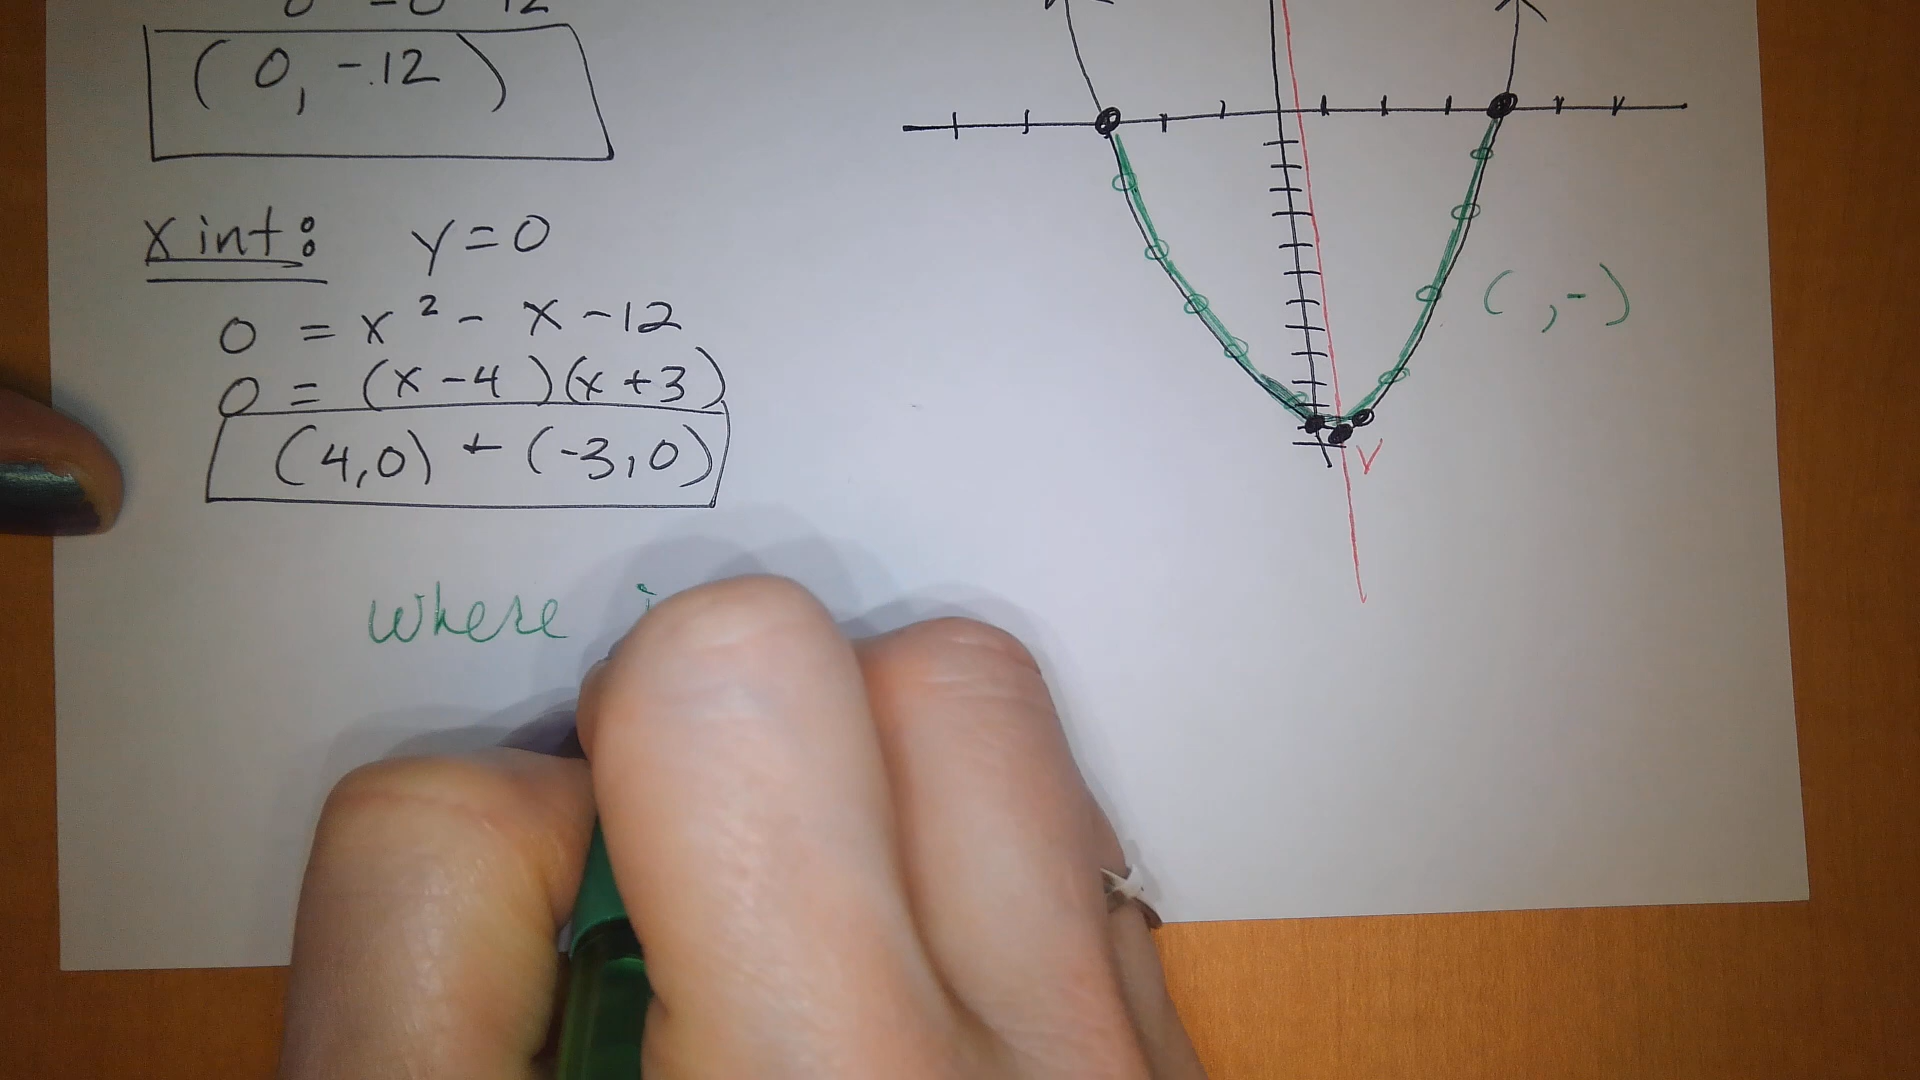 (0, -12)
x int: y=0
0 = x² - x - 12
0 = (x-4)(x+3)
(4,0) + (-3,0)
( , -)
V
where